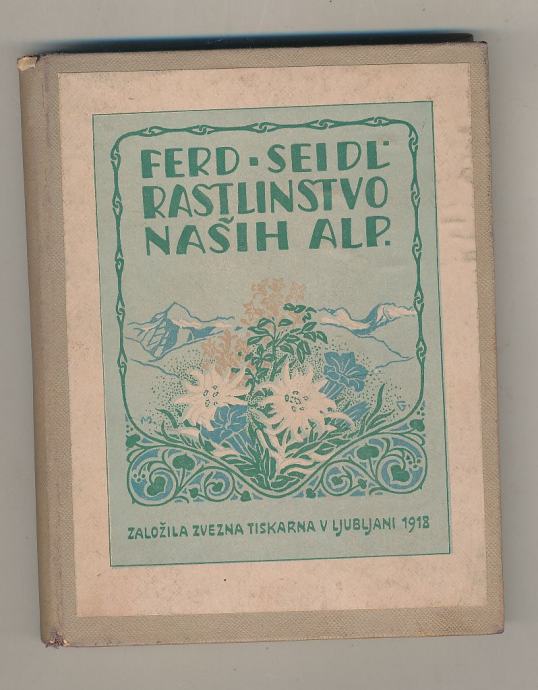 FERD · SEIDL:
RASTLINSTVO
NAŠIH ALP.
ZALOŽILA ZVEZNA TISKARNA V LJUBLJANI 1918